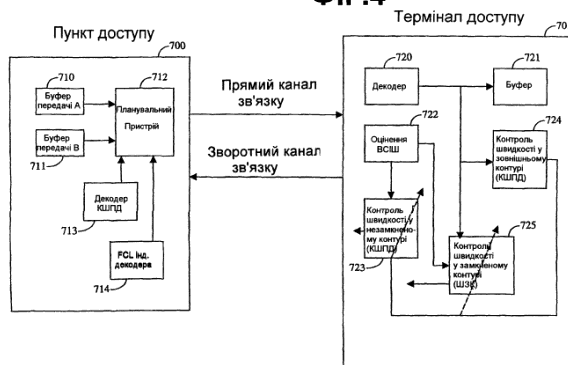 Фіг.4
Пункт доступу
Термінал доступу
700
70
710
Буфер
передачі A
712
Планувальний
Пристрій
711
Буфер
передачі B
713
Декодер
КШПД
714
FCL Інд.
декодера
Прямий канал
зв'язку
Зворотний канал
зв'язку
720
Декодер
721
Буфер
722
Оцінення
ВСІШ
724
Контроль
швидкості у
зовнішньому
контурі
(КШПД)
723
Контроль
швидкості у
незамкнено
му контурі
(КШПД)
725
Контроль
швидкості
у замкненому
контурі
(ШЗК)